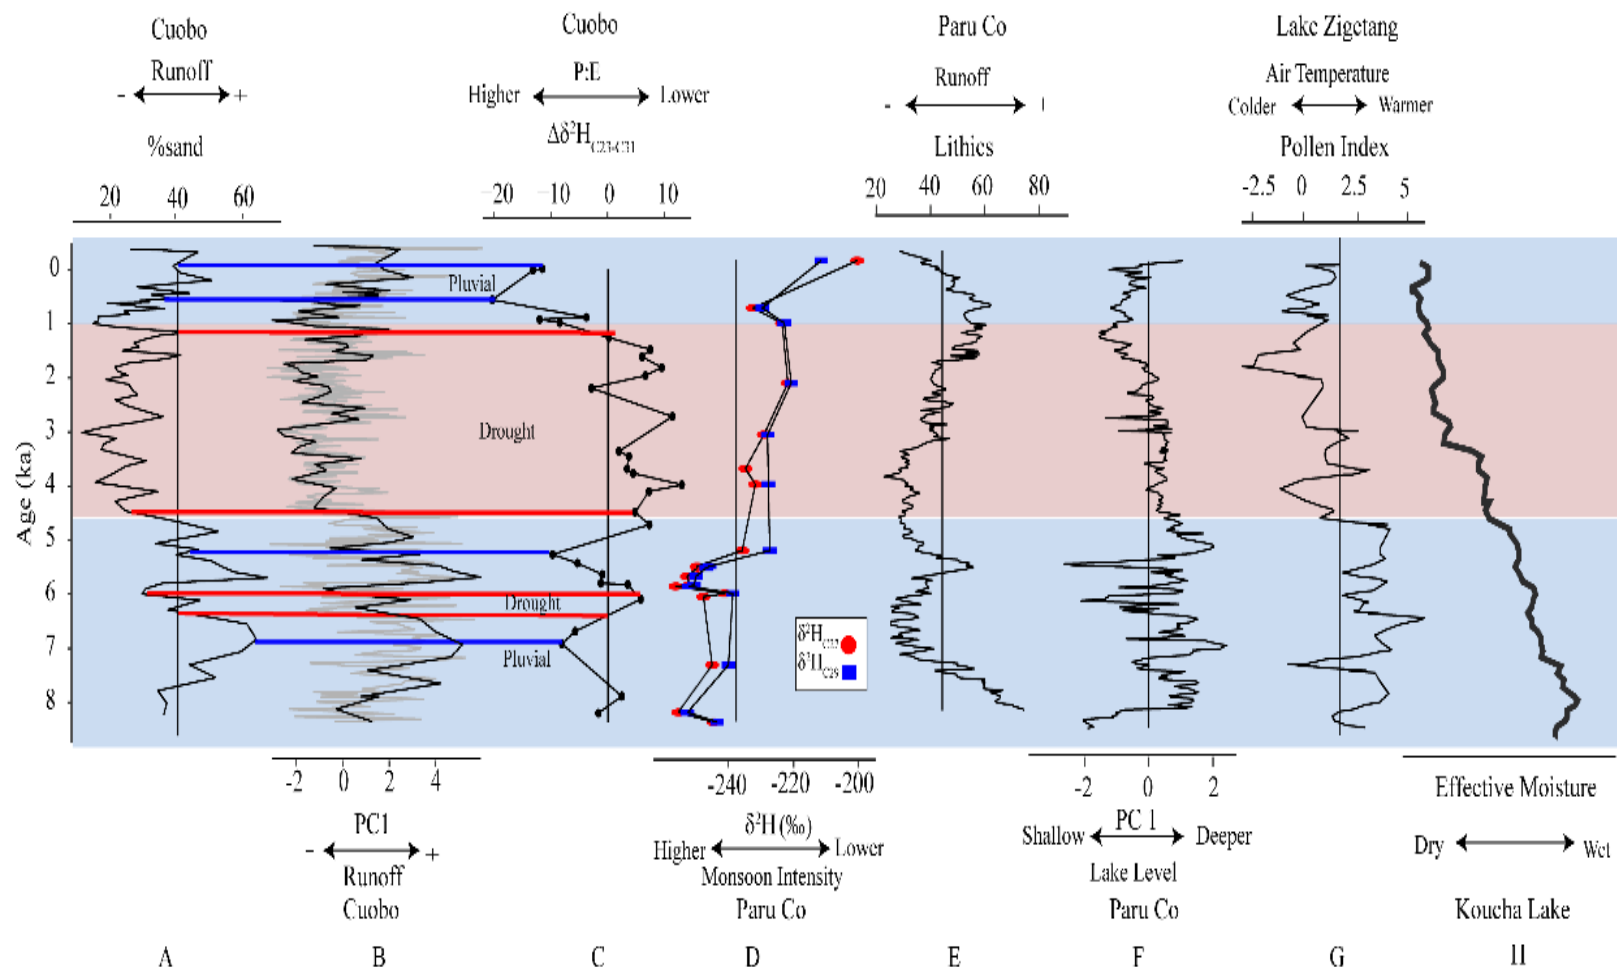 Cuobo
Runoff
- +
%sand
20 40 60
Cuobo
P:E
Higher Lower
Δδ²H C23-C31
-20 -10 0 10
Paru Co
Runoff
- I
Lithics
20 40 60 80
Lake Zigetang
Air Temperature
Colder Warmer
Pollen Index
-2.5 0 2.5 5
Age (ka)
0
1
2
3
4
5
6
7
8
Pluvial
Drought
Drought
Pluvial
δ²H
δ²H C29
-2 0 2 4
PC1
- +
Runoff
Cuobo
-240 -220 -200
δ²H (‰)
Higher Lower
Monsoon Intensity
Paru Co
-2 0 2
PC 1
Shallow Deeper
Lake Level
Paru Co
Effective Moisture
Dry Wet
Koucha Lake
A B C D E F G II